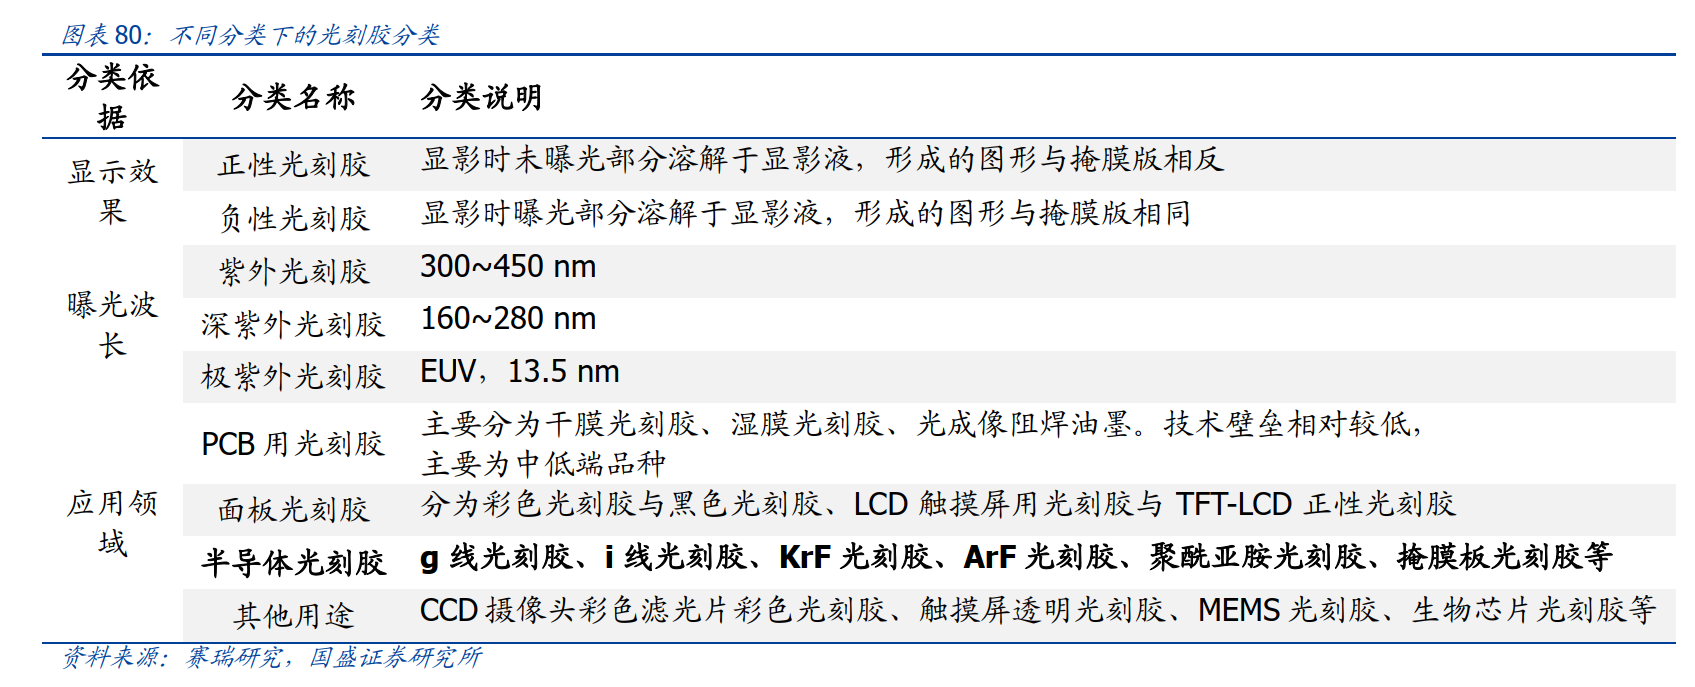 图表 80：不同分类下的光刻胶分类
分类依
据
分类名称
分类说明
显示效
果
正性光刻胶
显影时未曝光部分溶解于显影液，形成的图形与掩膜版相反
负性光刻胶
显影时曝光部分溶解于显影液，形成的图形与掩膜版相同
曝光波
长
紫外光刻胶
300~450 nm
深紫外光刻胶
160~280 nm
极紫外光刻胶
EUV，13.5 nm
应用领
域
PCB 用光刻胶
主要分为干膜光刻胶、湿膜光刻胶、光成像阻焊油墨。技术壁垒相对较低，
主要为中低端品种
面板光刻胶
分为彩色光刻胶与黑色光刻胶、LCD 触摸屏用光刻胶与 TFT-LCD 正性光刻胶
半导体光刻胶
g 线光刻胶、i 线光刻胶、KrF 光刻胶、ArF 光刻胶、聚酰亚胺光刻胶、掩膜板光刻胶等
其他用途
CCD 摄像头彩色滤光片彩色光刻胶、触摸屏透明光刻胶、MEMS 光刻胶、生物芯片光刻胶等
资料来源：赛瑞研究，国盛证券研究所